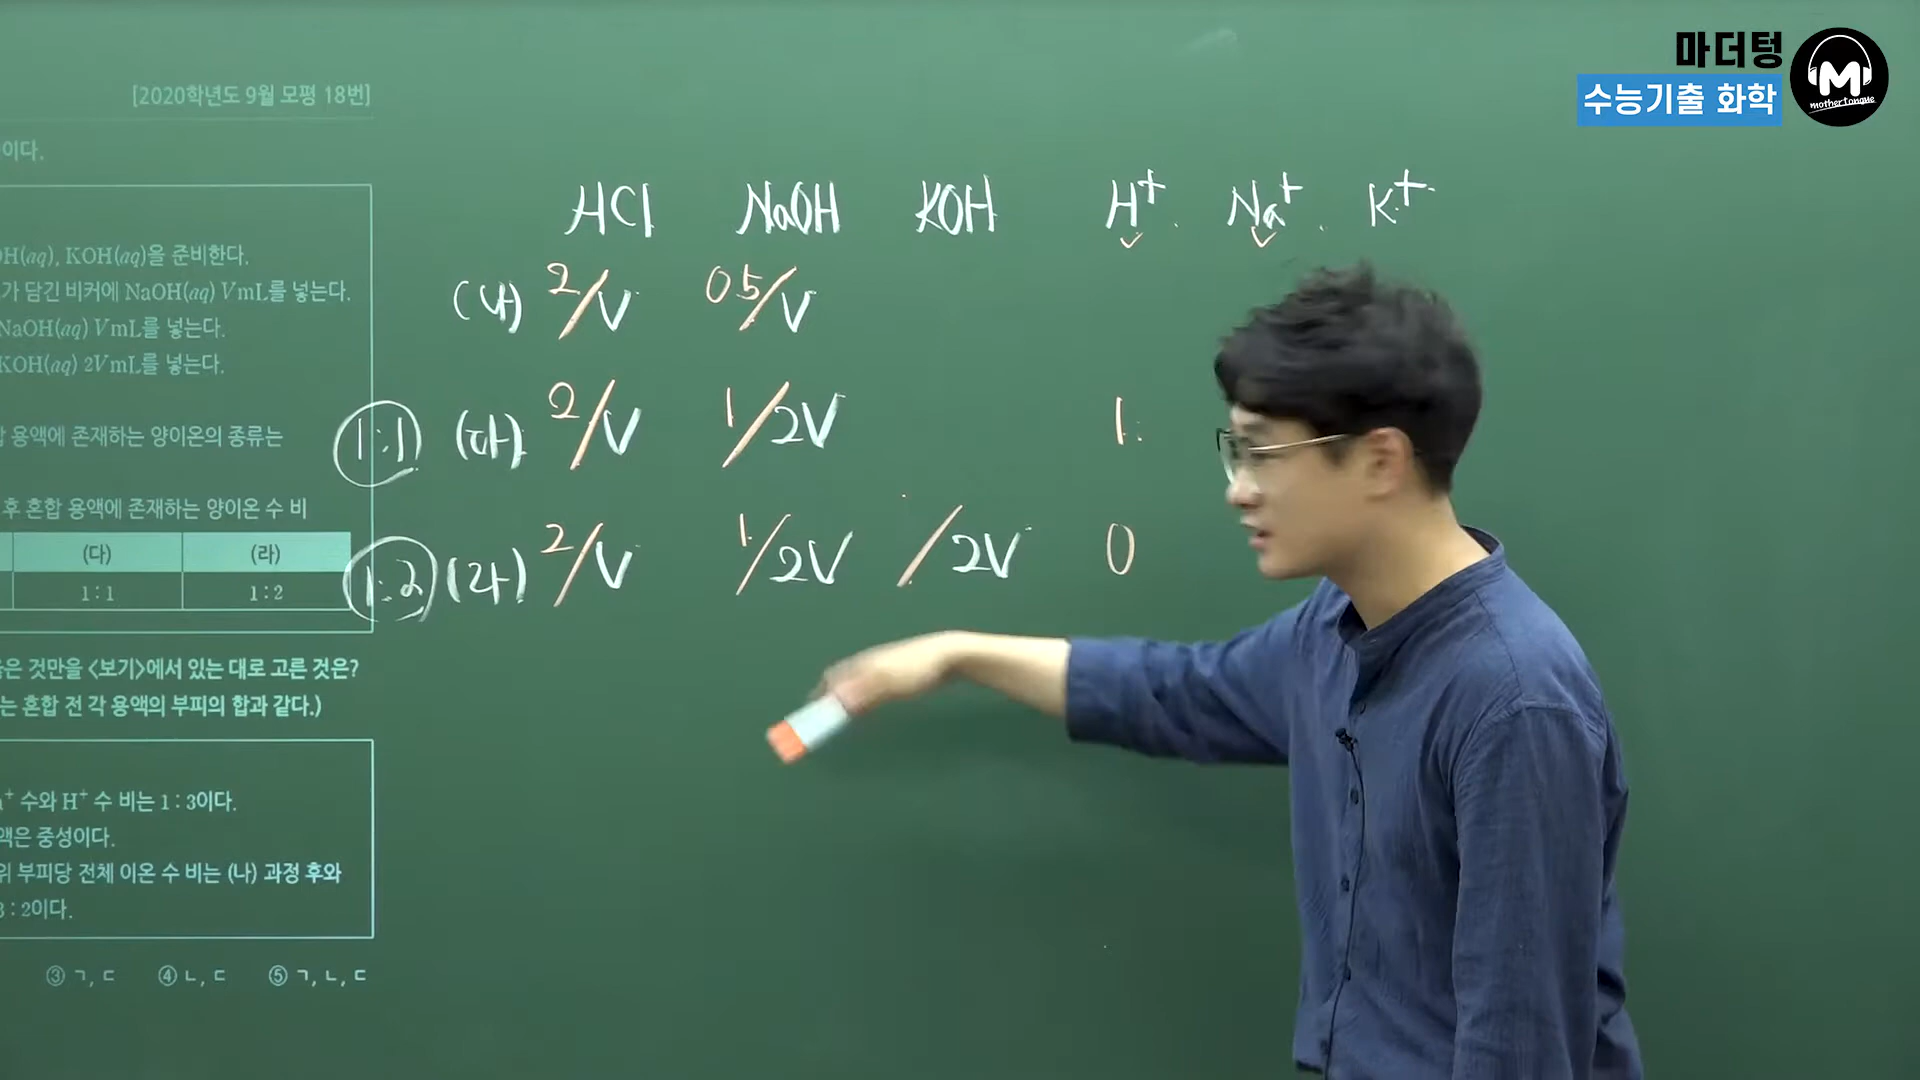 마더텅
수능기출 화학
mothertongue
[2020학년도 9월 모평 18번]
이다.
OH(aq), KOH(aq)을 준비한다.
가 담긴 비커에 NaOH(aq) V mL를 넣는다.
NaOH(aq) V mL를 넣는다.
KOH(aq) 2V mL를 넣는다.
용액에 존재하는 양이온의 종류는
후 혼합 용액에 존재하는 양이온 수 비
(다) (라)
1 : 1 1 : 2
은 것만을 <보기>에서 있는 대로 고른 것은?
는 혼합 전 각 용액의 부피의 합과 같다.)
a⁺ 수와 H⁺ 수 비는 1 : 3이다.
액은 중성이다.
위 부피당 전체 이온 수 비는 (나) 과정 후와
3 : 2이다.
③ ㄱ, ㄷ ④ ㄴ, ㄷ ⑤ ㄱ, ㄴ, ㄷ
HCl NaOH KOH H⁺ Na⁺ K⁺
(나) 2/V 0.5/V
1:1 (다) 2/V 1/2V 1
1:2 (라) 2/V 1/2V /2V 0